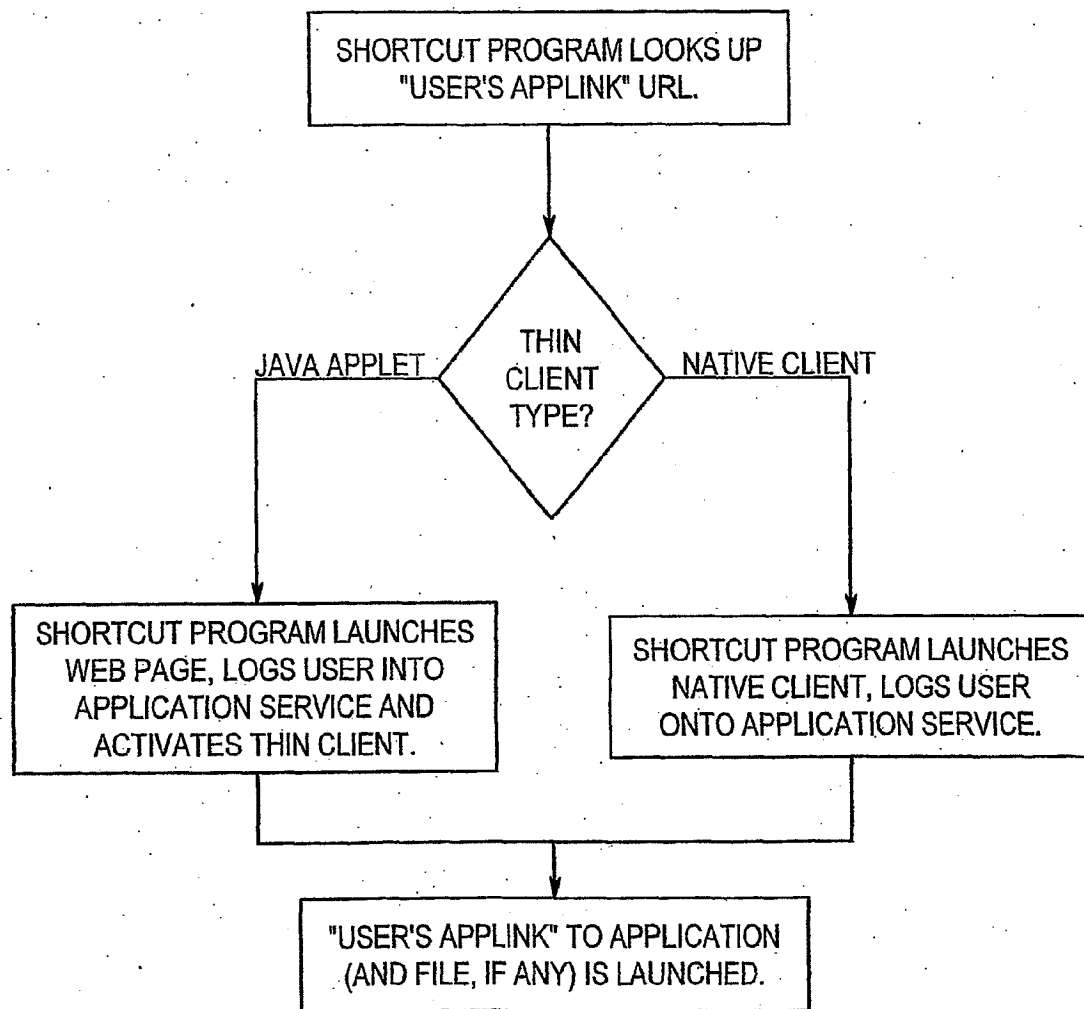 SHORTCUT PROGRAM LOOKS UP
"USER'S APPLINK" URL.
THIN
CLIENT
TYPE?
JAVA APPLET
NATIVE CLIENT
SHORTCUT PROGRAM LAUNCHES
WEB PAGE, LOGS USER INTO
APPLICATION SERVICE AND
ACTIVATES THIN CLIENT.
SHORTCUT PROGRAM LAUNCHES
NATIVE CLIENT, LOGS USER
ONTO APPLICATION SERVICE.
"USER'S APPLINK" TO APPLICATION
(AND FILE, IF ANY) IS LAUNCHED.